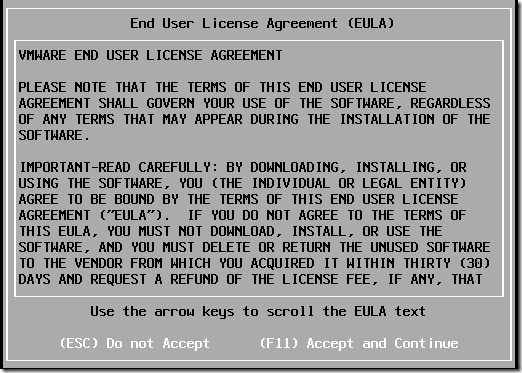 End User License Agreement (EULA)
VMWARE END USER LICENSE AGREEMENT
PLEASE NOTE THAT THE TERMS OF THIS END USER LICENSE
AGREEMENT SHALL GOVERN YOUR USE OF THE SOFTWARE, REGARDLESS
OF ANY TERMS THAT MAY APPEAR DURING THE INSTALLATION OF THE
SOFTWARE.
IMPORTANT-READ CAREFULLY: BY DOWNLOADING, INSTALLING, OR
USING THE SOFTWARE, YOU (THE INDIVIDUAL OR LEGAL ENTITY)
AGREE TO BE BOUND BY THE TERMS OF THIS END USER LICENSE
AGREEMENT ("EULA").  IF YOU DO NOT AGREE TO THE TERMS OF
THIS EULA, YOU MUST NOT DOWNLOAD, INSTALL, OR USE THE
SOFTWARE, AND YOU MUST DELETE OR RETURN THE UNUSED SOFTWARE
TO THE VENDOR FROM WHICH YOU ACQUIRED IT WITHIN THIRTY (30)
DAYS AND REQUEST A REFUND OF THE LICENSE FEE, IF ANY, THAT
Use the arrow keys to scroll the EULA text
(ESC) Do not Accept (F11) Accept and Continue